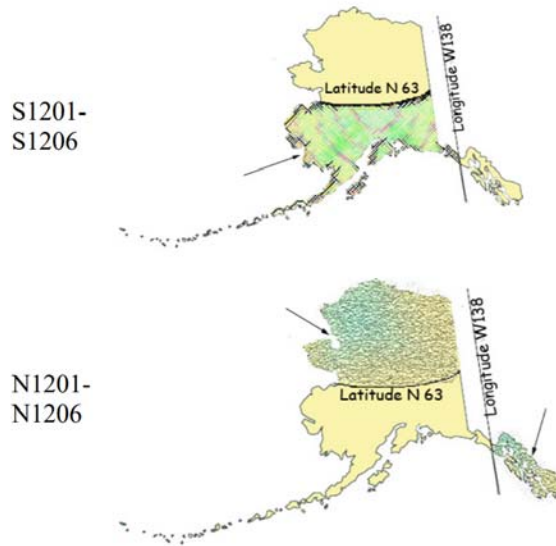 Latitude N 63
Longitude W138
S1201-
S1206
Latitude N 63
Longitude W138
N1201-
N1206